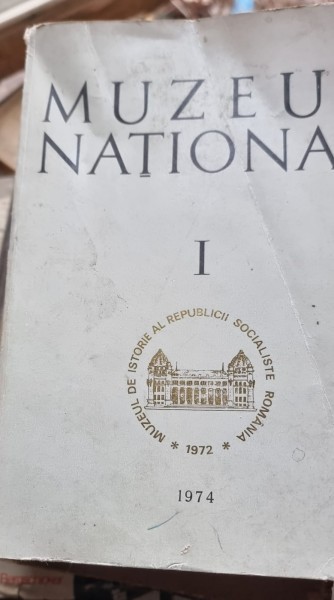 MUZEU
NAȚIONA
I
MUZEUL DE ISTORIE AL REPUBLICII SOCIALISTE ROMÂNIA
* 1972 *
1974